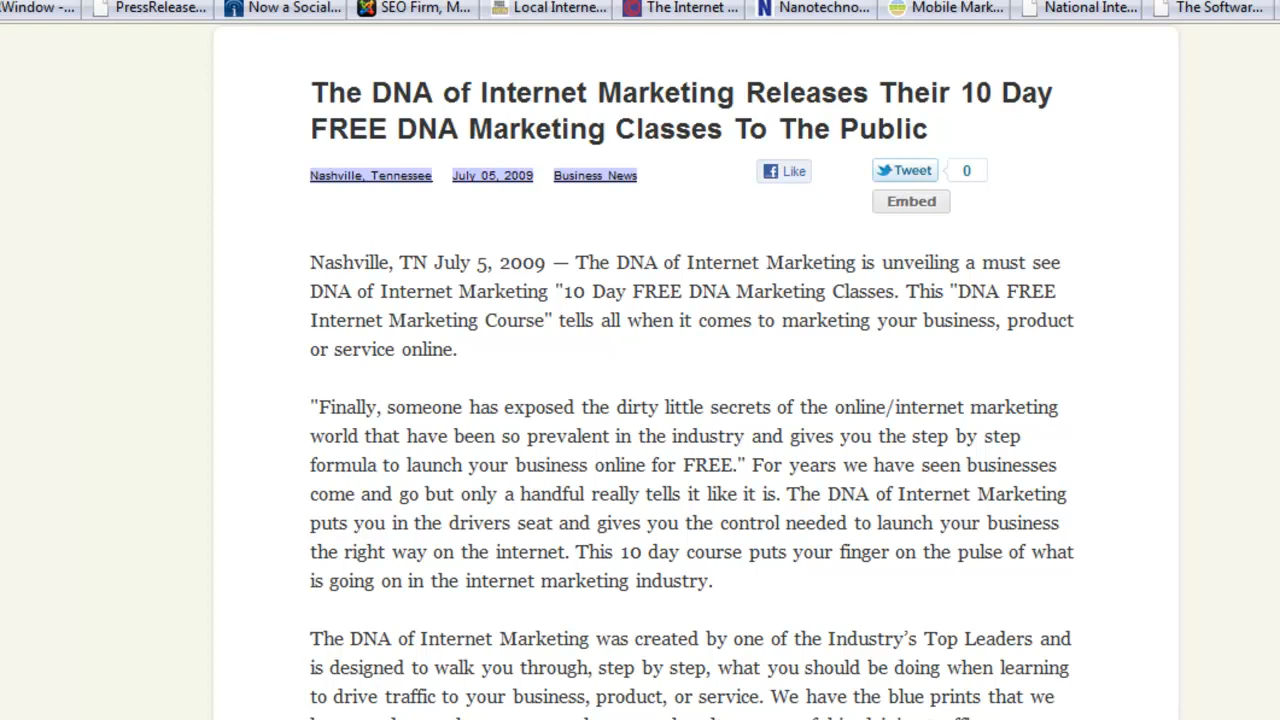 Window -... PressRelease... Now a Social... SEO Firm, M... Local Interne... The Internet ... Nanotechno... Mobile Mark... National Inte... The Softwar...
The DNA of Internet Marketing Releases Their 10 Day
FREE DNA Marketing Classes To The Public
Nashville, Tennessee July 05, 2009 Business News Like Tweet 0
Embed
Nashville, TN July 5, 2009 — The DNA of Internet Marketing is unveiling a must see
DNA of Internet Marketing "10 Day FREE DNA Marketing Classes. This "DNA FREE
Internet Marketing Course" tells all when it comes to marketing your business, product
or service online.
"Finally, someone has exposed the dirty little secrets of the online/internet marketing
world that have been so prevalent in the industry and gives you the step by step
formula to launch your business online for FREE." For years we have seen businesses
come and go but only a handful really tells it like it is. The DNA of Internet Marketing
puts you in the drivers seat and gives you the control needed to launch your business
the right way on the internet. This 10 day course puts your finger on the pulse of what
is going on in the internet marketing industry.
The DNA of Internet Marketing was created by one of the Industry's Top Leaders and
is designed to walk you through, step by step, what you should be doing when learning
to drive traffic to your business, product, or service. We have the blue prints that we